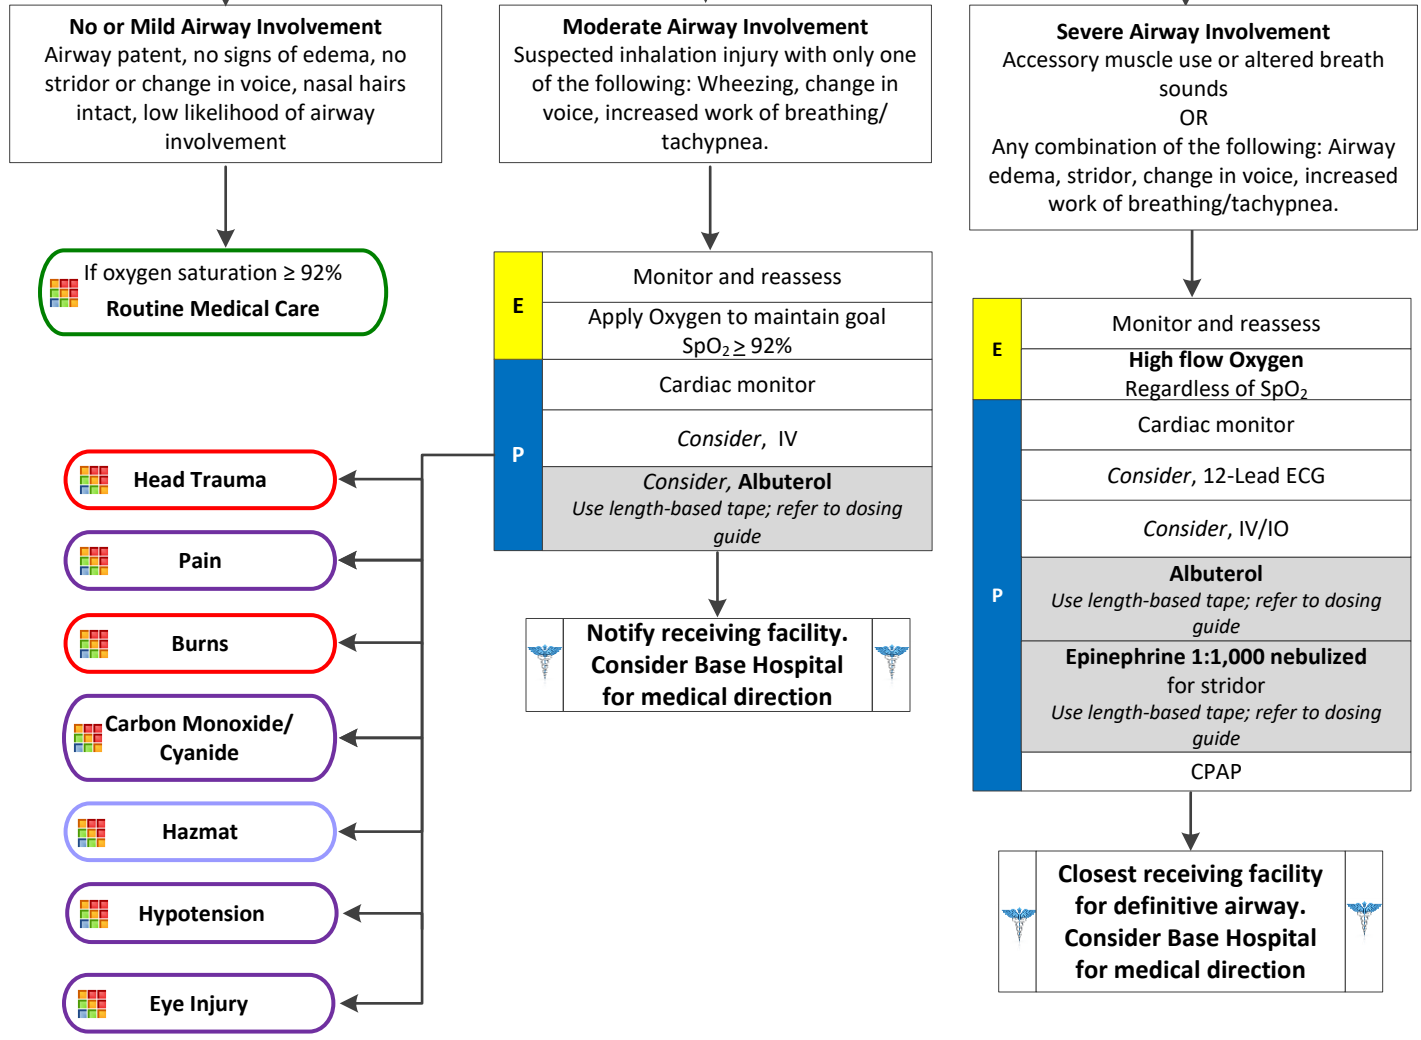 No or Mild Airway Involvement
Airway patent, no signs of edema, no
stridor or change in voice, nasal hairs
intact, low likelihood of airway
involvement
If oxygen saturation ≥ 92%
Routine Medical Care
Moderate Airway Involvement
Suspected inhalation injury with only one
of the following: Wheezing, change in
voice, increased work of breathing/
tachypnea.
E
Monitor and reassess
Apply Oxygen to maintain goal
SpO₂ ≥ 92%
P
Cardiac monitor
Consider, IV
Consider, Albuterol
Use length-based tape; refer to dosing
guide
Notify receiving facility.
Consider Base Hospital
for medical direction
Head Trauma
Pain
Burns
Carbon Monoxide/
Cyanide
Hazmat
Hypotension
Eye Injury
Severe Airway Involvement
Accessory muscle use or altered breath
sounds
OR
Any combination of the following: Airway
edema, stridor, change in voice, increased
work of breathing/tachypnea.
E
Monitor and reassess
High flow Oxygen
Regardless of SpO₂
P
Cardiac monitor
Consider, 12-Lead ECG
Consider, IV/IO
Albuterol
Use length-based tape; refer to dosing
guide
Epinephrine 1:1,000 nebulized
for stridor
Use length-based tape; refer to dosing
guide
CPAP
Closest receiving facility
for definitive airway.
Consider Base Hospital
for medical direction